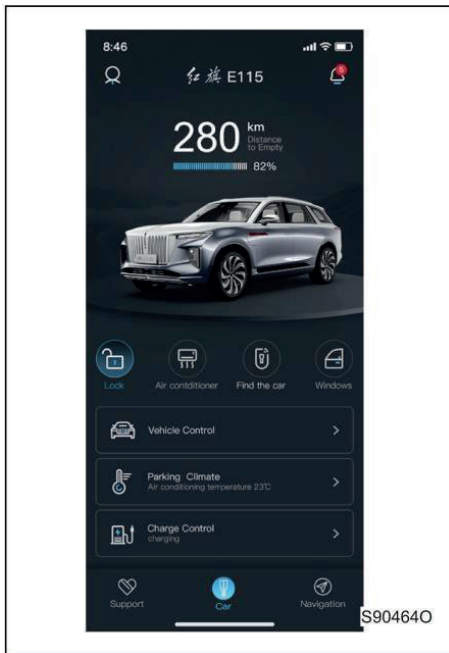 8:46
红旗 E115
5
280 km
Distance
to Empty
82%
Lock
Air contditioner
Find the car
Windows
Vehicle Control
Parking Climate
Air conditioning temperature 23℃
Charge Control
charging
Support
Car
Navigation
S90464O